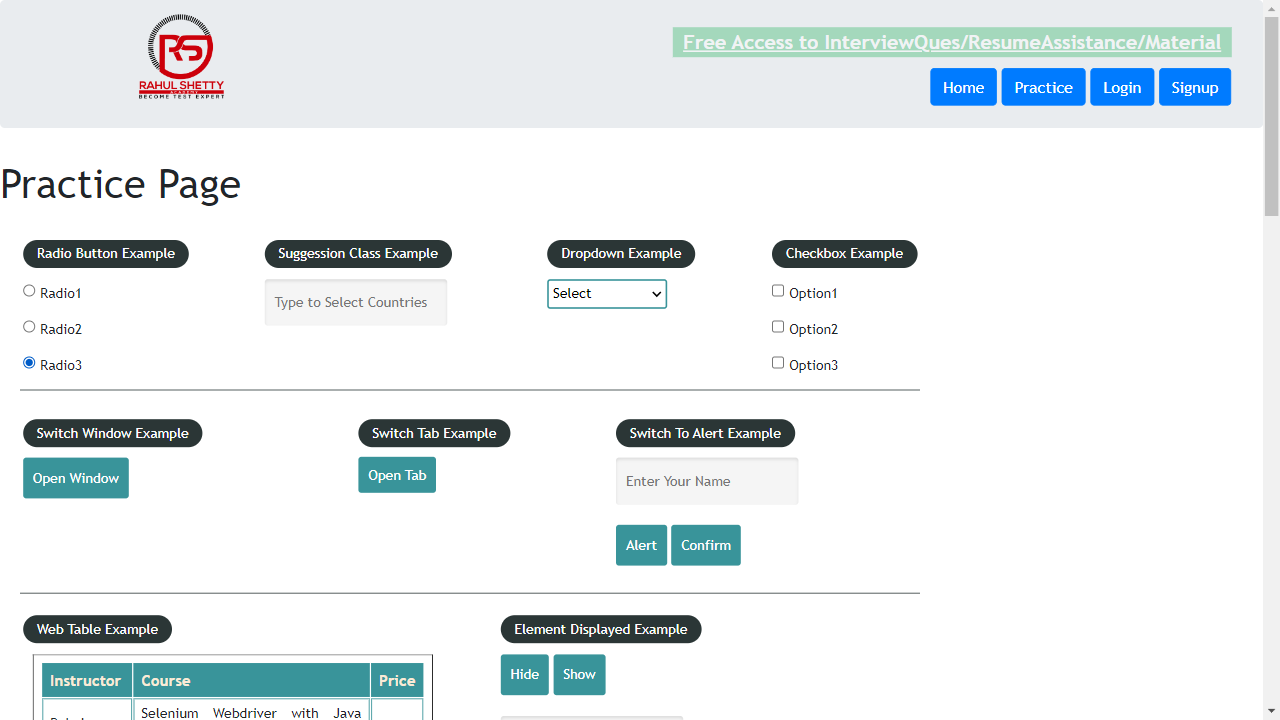 RS
RAHUL SHETTY
ACADEMY
BECOME TEST EXPERT
Free Access to InterviewQues/ResumeAssistance/Material
Home Practice Login Signup
Practice Page
Radio Button Example
Radio1
Radio2
Radio3
Suggession Class Example
Type to Select Countries
Dropdown Example
Select
Checkbox Example
Option1
Option2
Option3
Switch Window Example
Open Window
Switch Tab Example
Open Tab
Switch To Alert Example
Enter Your Name
Alert Confirm
Web Table Example
Instructor Course Price
Selenium Webdriver with Java
Element Displayed Example
Hide Show